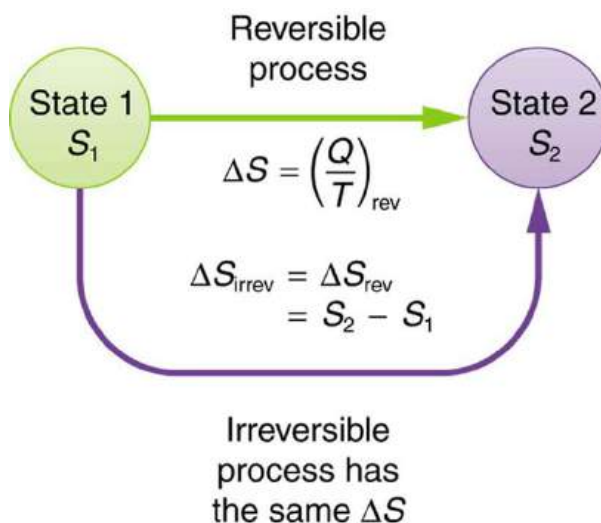 Reversible
process
State 1
S₁
State 2
S₂
ΔS = (Q/T)rev
ΔSirrev = ΔSrev
= S₂ − S₁
Irreversible
process has
the same ΔS